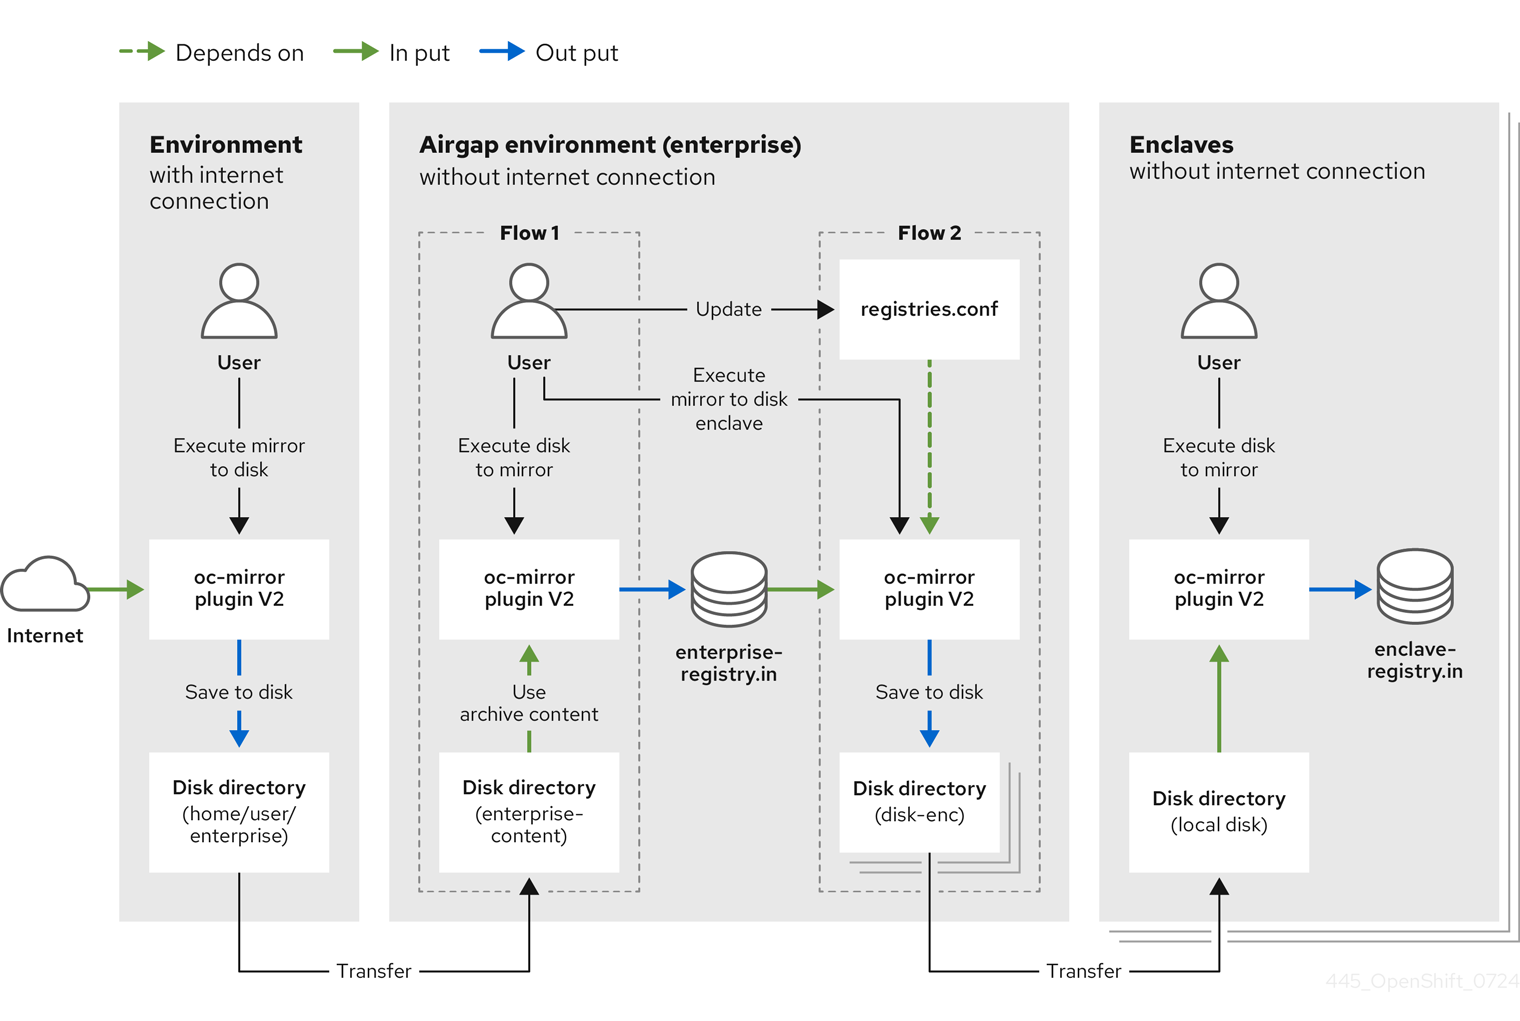 Depends on
In put
Out put
Environment
with internet
connection
User
Execute mirror
to disk
Internet
oc-mirror
plugin V2
Save to disk
Disk directory
(home/user/
enterprise)
Transfer
Airgap environment (enterprise)
without internet connection
Flow 1
User
Update
Execute
mirror to disk
enclave
Execute disk
to mirror
oc-mirror
plugin V2
Use
archive content
Disk directory
(enterprise-
content)
enterprise-
registry.in
Flow 2
registries.conf
oc-mirror
plugin V2
Save to disk
Disk directory
(disk-enc)
Transfer
Enclaves
without internet connection
User
Execute disk
to mirror
oc-mirror
plugin V2
enclave-
registry.in
Disk directory
(local disk)
445_OpenShift_0724